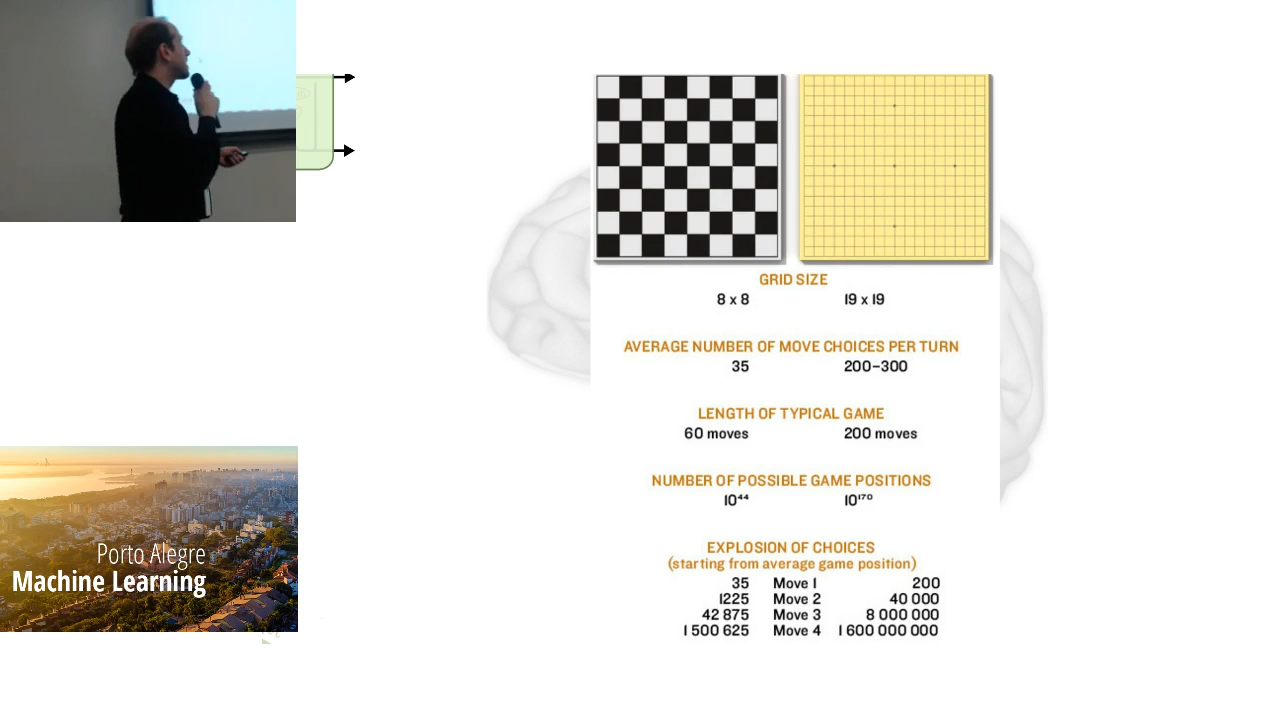 GRID SIZE
8 x 8 19 x 19
AVERAGE NUMBER OF MOVE CHOICES PER TURN
35 200–300
LENGTH OF TYPICAL GAME
60 moves 200 moves
NUMBER OF POSSIBLE GAME POSITIONS
10⁴⁴ 10¹⁷⁰
EXPLOSION OF CHOICES
(starting from average game position)
35 Move 1 200
1225 Move 2 40 000
42 875 Move 3 8 000 000
1 500 625 Move 4 1 600 000 000
Porto Alegre
Machine Learning